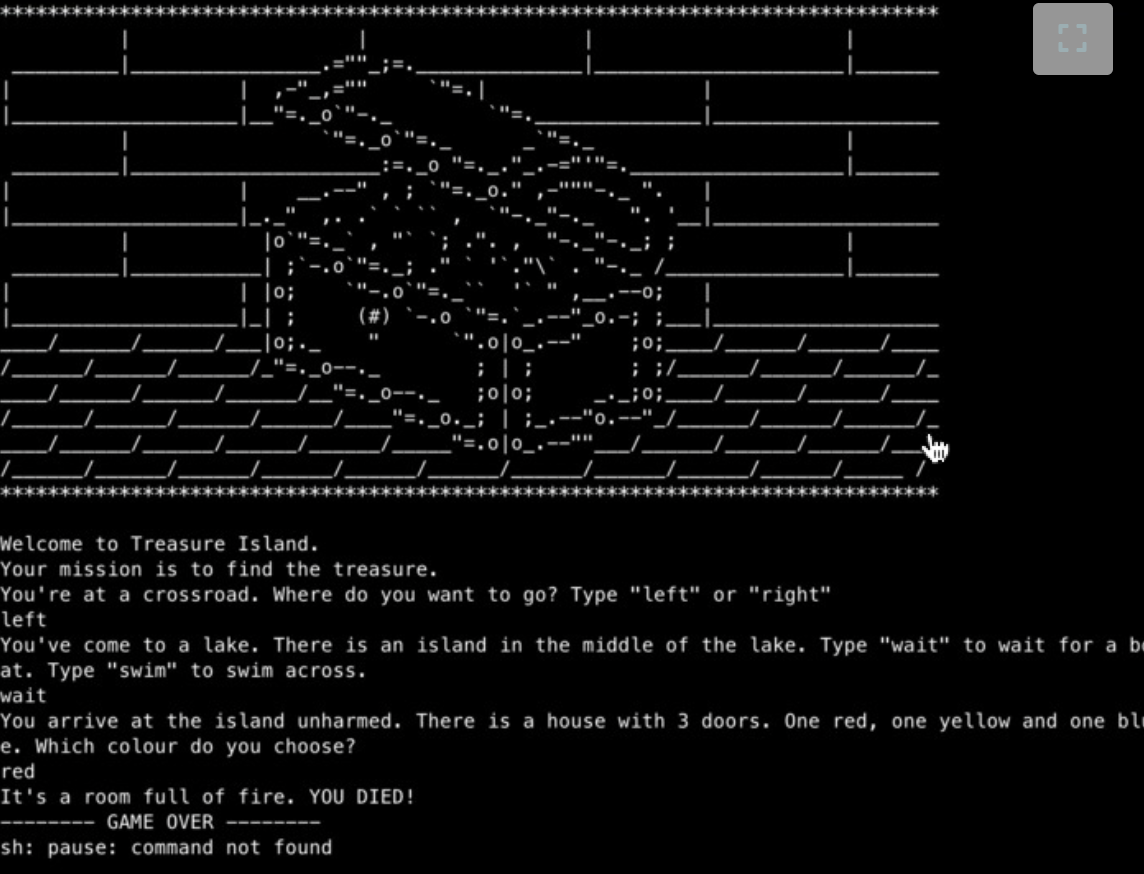 Welcome to Treasure Island.
Your mission is to find the treasure.
You're at a crossroad. Where do you want to go? Type "left" or "right"
left
You've come to a lake. There is an island in the middle of the lake. Type "wait" to wait for a bo
at. Type "swim" to swim across.
wait
You arrive at the island unharmed. There is a house with 3 doors. One red, one yellow and one blu
e. Which colour do you choose?
red
It's a room full of fire. YOU DIED!
-------- GAME OVER --------
sh: pause: command not found